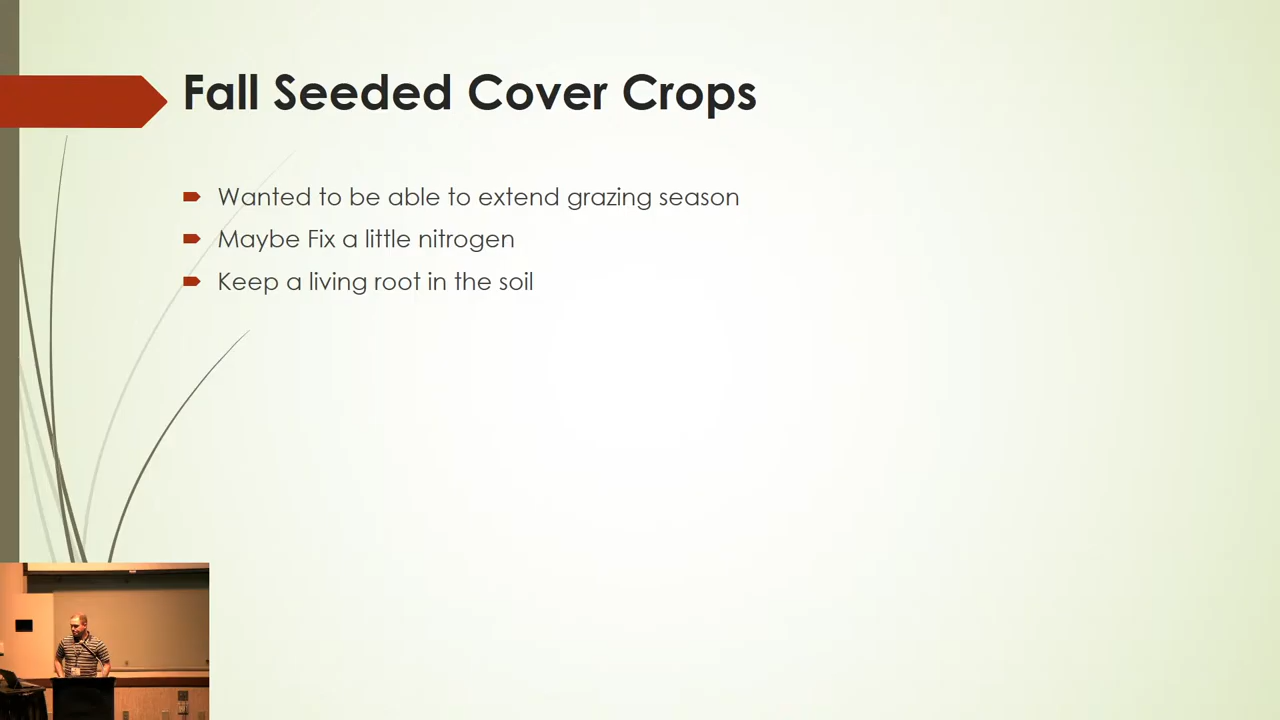 Fall Seeded Cover Crops
Wanted to be able to extend grazing season
Maybe Fix a little nitrogen
Keep a living root in the soil